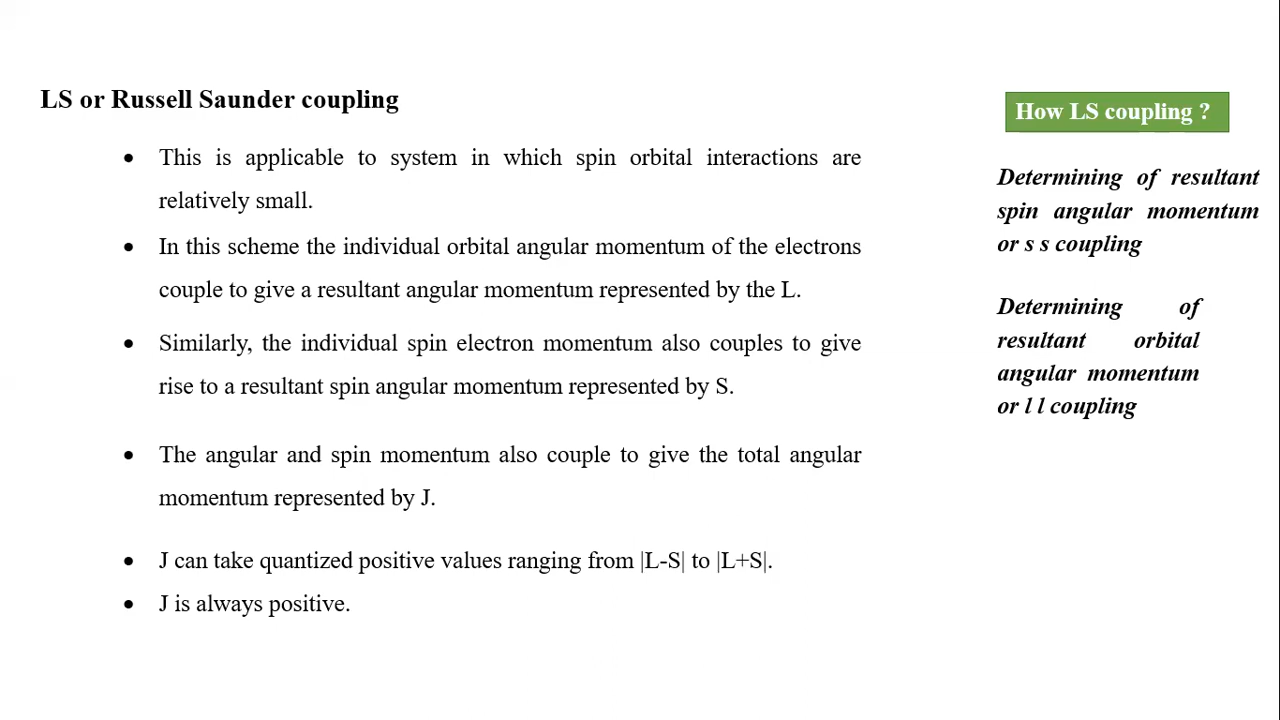 LS or Russell Saunder coupling
This is applicable to system in which spin orbital interactions are
relatively small.
In this scheme the individual orbital angular momentum of the electrons
couple to give a resultant angular momentum represented by the L.
Similarly, the individual spin electron momentum also couples to give
rise to a resultant spin angular momentum represented by S.
The angular and spin momentum also couple to give the total angular
momentum represented by J.
J can take quantized positive values ranging from |L-S| to |L+S|.
J is always positive.
How LS coupling ?
Determining of resultant
spin angular momentum
or s s coupling
Determining of
resultant orbital
angular momentum
or l l coupling